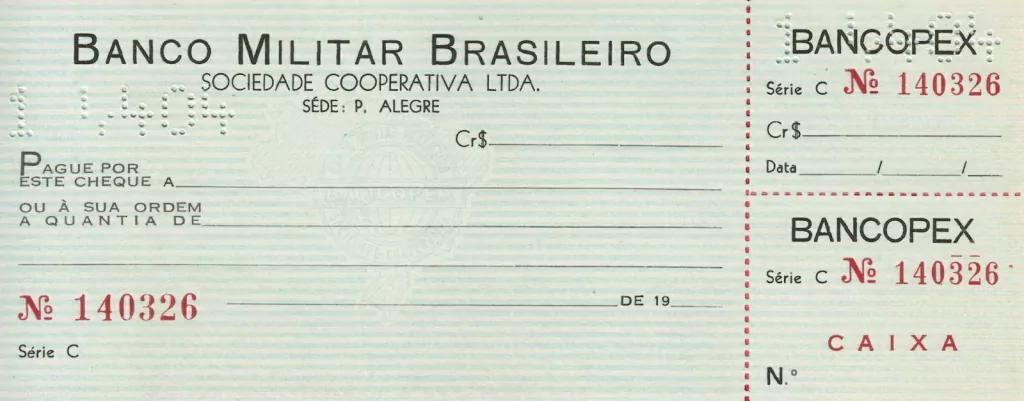 BANCO MILITAR BRASILEIRO
SOCIEDADE COOPERATIVA LTDA.
SÉDE: P. ALEGRE
Cr$
PAGUE POR
ESTE CHEQUE A
OU À SUA ORDEM
A QUANTIA DE
DE 19
№ 140326
Série C
BANCOPEX
Série C № 140326
Cr$
Data / /
BANCOPEX
Série C № 140326
CAIXA
N.º